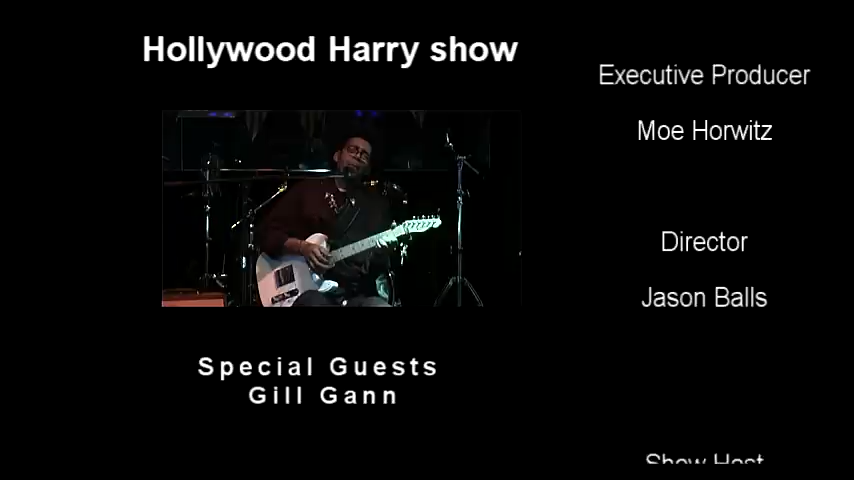 Hollywood Harry show
Executive Producer
Moe Horwitz
Director
Jason Balls
Special Guests
Gill Gann
Show Host